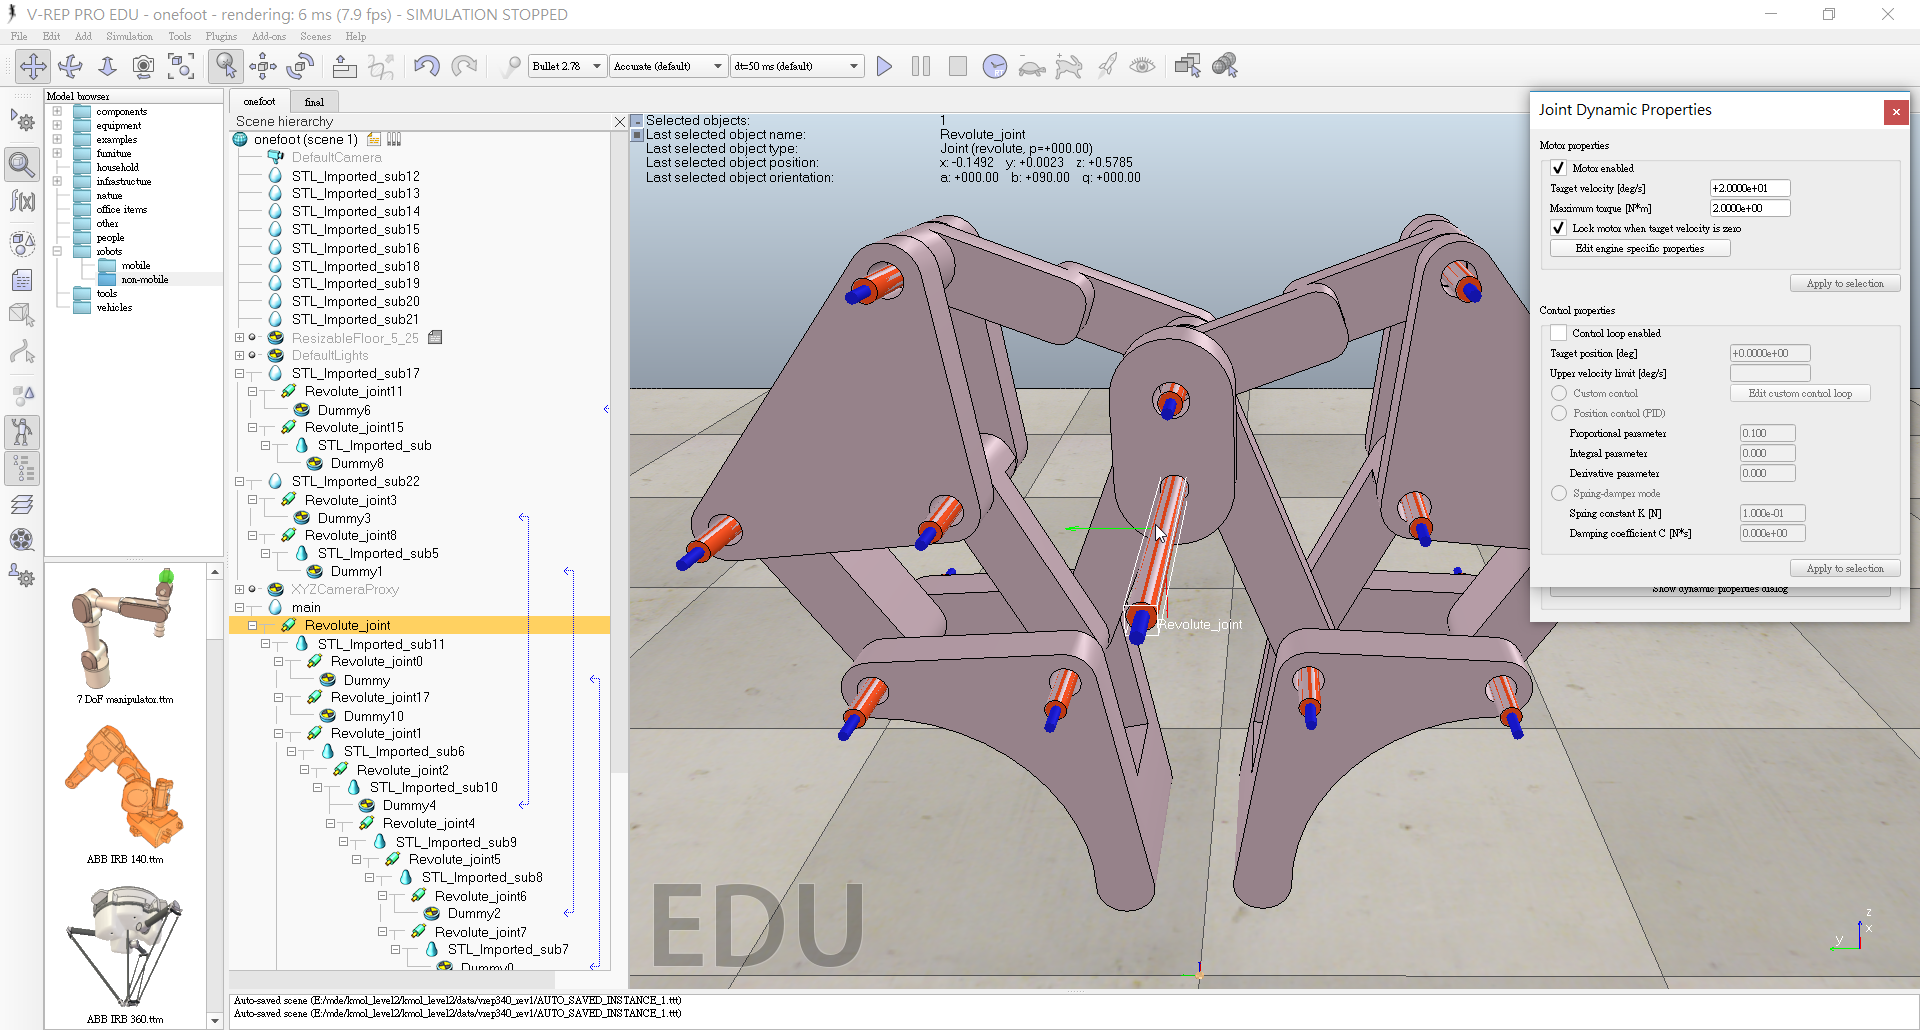 V-REP PRO EDU - onefoot - rendering: 6 ms (7.9 fps) - SIMULATION STOPPED
File Edit Add Simulation Tools Plugins Add-ons Scenes Help
Bullet 2.78 Accurate (default) dt=50 ms (default)
Model browser
components
equipment
examples
furniture
household
infrastructure
nature
office items
other
people
robots
mobile
non-mobile
tools
vehicles
7 DoF manipulator.ttm
ABB IRB 140.ttm
ABB IRB 360.ttm
onefoot final
Scene hierarchy
onefoot (scene 1)
DefaultCamera
STL_Imported_sub12
STL_Imported_sub13
STL_Imported_sub14
STL_Imported_sub15
STL_Imported_sub16
STL_Imported_sub18
STL_Imported_sub19
STL_Imported_sub20
STL_Imported_sub21
ResizableFloor_5_25
DefaultLights
STL_Imported_sub17
Revolute_joint11
Dummy6
Revolute_joint15
STL_Imported_sub
Dummy8
STL_Imported_sub22
Revolute_joint3
Dummy3
Revolute_joint8
STL_Imported_sub5
Dummy1
XYZCameraProxy
main
Revolute_joint
STL_Imported_sub11
Revolute_joint0
Dummy
Revolute_joint17
Dummy10
Revolute_joint1
STL_Imported_sub6
Revolute_joint2
STL_Imported_sub10
Dummy4
Revolute_joint4
STL_Imported_sub9
Revolute_joint5
STL_Imported_sub8
Revolute_joint6
Dummy2
Revolute_joint7
STL_Imported_sub7
Dummy0
Selected objects: 1
Last selected object name: Revolute_joint
Last selected object type: Joint (revolute, p=+000.00)
Last selected object position: x: -0.1492 y: +0.0023 z: +0.5785
Last selected object orientation: a: +000.00 b: +090.00 q: +000.00
Revolute_joint
EDU
z
x
y
Joint Dynamic Properties
Motor properties
Motor enabled
Target velocity [deg/s] +2.0000e+01
Maximum torque [N*m] 2.0000e+00
Lock motor when target velocity is zero
Edit engine specific properties
Apply to selection
Control properties
Control loop enabled
Target position [deg] +0.0000e+00
Upper velocity limit [deg/s]
Custom control Edit custom control loop
Position control (PID)
Proportional parameter 0.100
Integral parameter 0.000
Derivative parameter 0.000
Spring-damper mode
Spring constant K [N] 1.000e-01
Damping coefficient C [N*s] 0.000e+00
Apply to selection
Show dynamic properties dialog
Auto-saved scene (E:/mde/kmol_level2/kmol_level2/data/vrep340_rev1/AUTO_SAVED_INSTANCE_1.ttt)
Auto-saved scene (E:/mde/kmol_level2/kmol_level2/data/vrep340_rev1/AUTO_SAVED_INSTANCE_1.ttt)